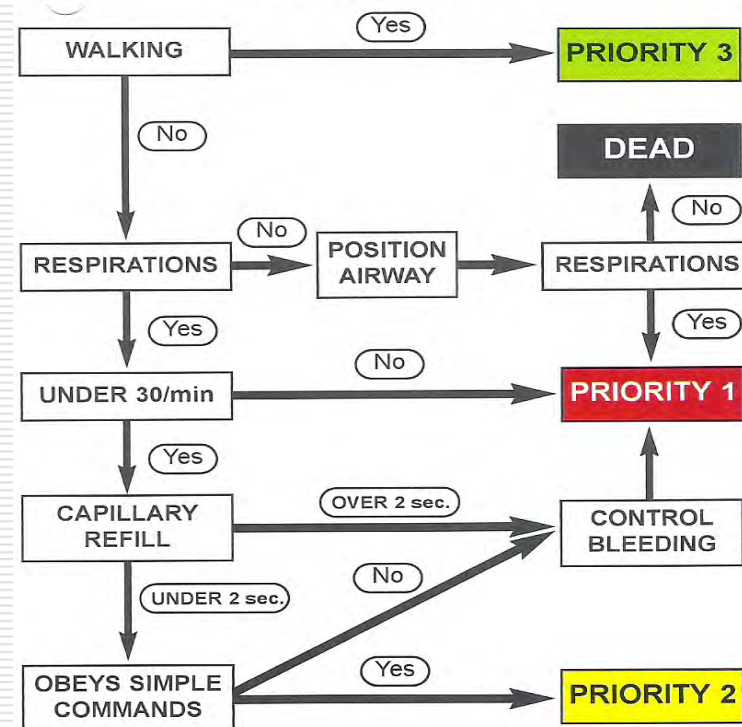 WALKING
Yes
PRIORITY 3
No
DEAD
No
RESPIRATIONS
No
POSITION
AIRWAY
RESPIRATIONS
Yes
Yes
UNDER 30/min
No
PRIORITY 1
Yes
CAPILLARY
REFILL
OVER 2 sec.
CONTROL
BLEEDING
No
UNDER 2 sec.
OBEYS SIMPLE
COMMANDS
Yes
PRIORITY 2